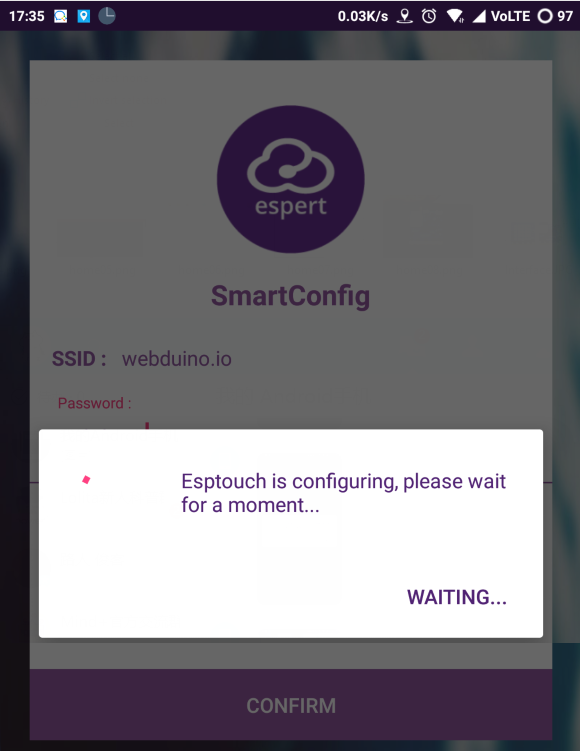 17:35 0.03K/s VoLTE 97
espert
SmartConfig
SSID : webduino.io
Password :
Esptouch is configuring, please wait
for a moment...
WAITING...
CONFIRM